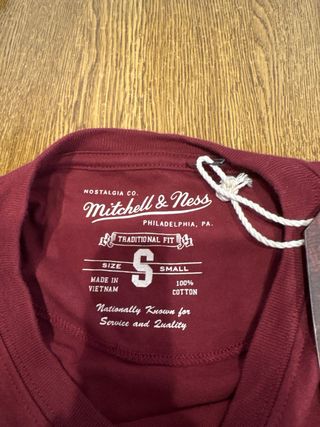 NOSTALGIA CO.
Mitchell & Ness
PHILADELPHIA, PA.
TRADITIONAL FIT
SIZE S SMALL
MADE IN VIETNAM 100% COTTON
Nationally Known for
Service and Quality